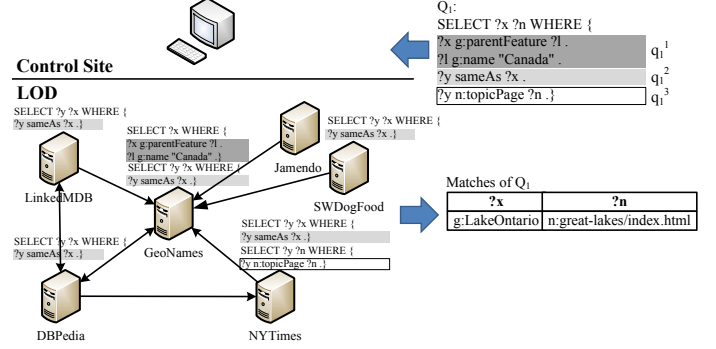 Q1:
SELECT ?x ?n WHERE {
?x g:parentFeature ?l .
?l g:name "Canada" .
q1^1
?y sameAs ?x .
q1^2
?y n:topicPage ?n .}
q1^3
Control Site
LOD
SELECT ?y ?x WHERE {
?y sameAs ?x .}
LinkedMDB
SELECT ?x WHERE {
?x g:parentFeature ?l .
?l g:name "Canada" .}
SELECT ?y ?x WHERE {
?y sameAs ?x .}
GeoNames
SELECT ?y ?x WHERE {
?y sameAs ?x .}
Jamendo
SWDogFood
SELECT ?y ?x WHERE {
?y sameAs ?x .}
DBPedia
SELECT ?y ?x WHERE {
?y sameAs ?x .}
SELECT ?y ?n WHERE {
?y n:topicPage ?n .}
NYTimes
Matches of Q1
?x ?n
g:LakeOntario n:great-lakes/index.html